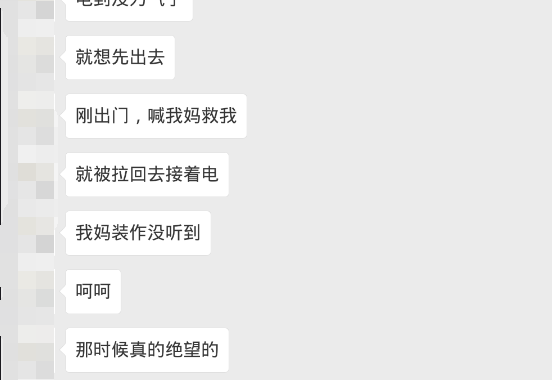 就想先出去
刚出门，喊我妈救我
就被拉回去接着电
我妈装作没听到
呵呵
那时候真的绝望的